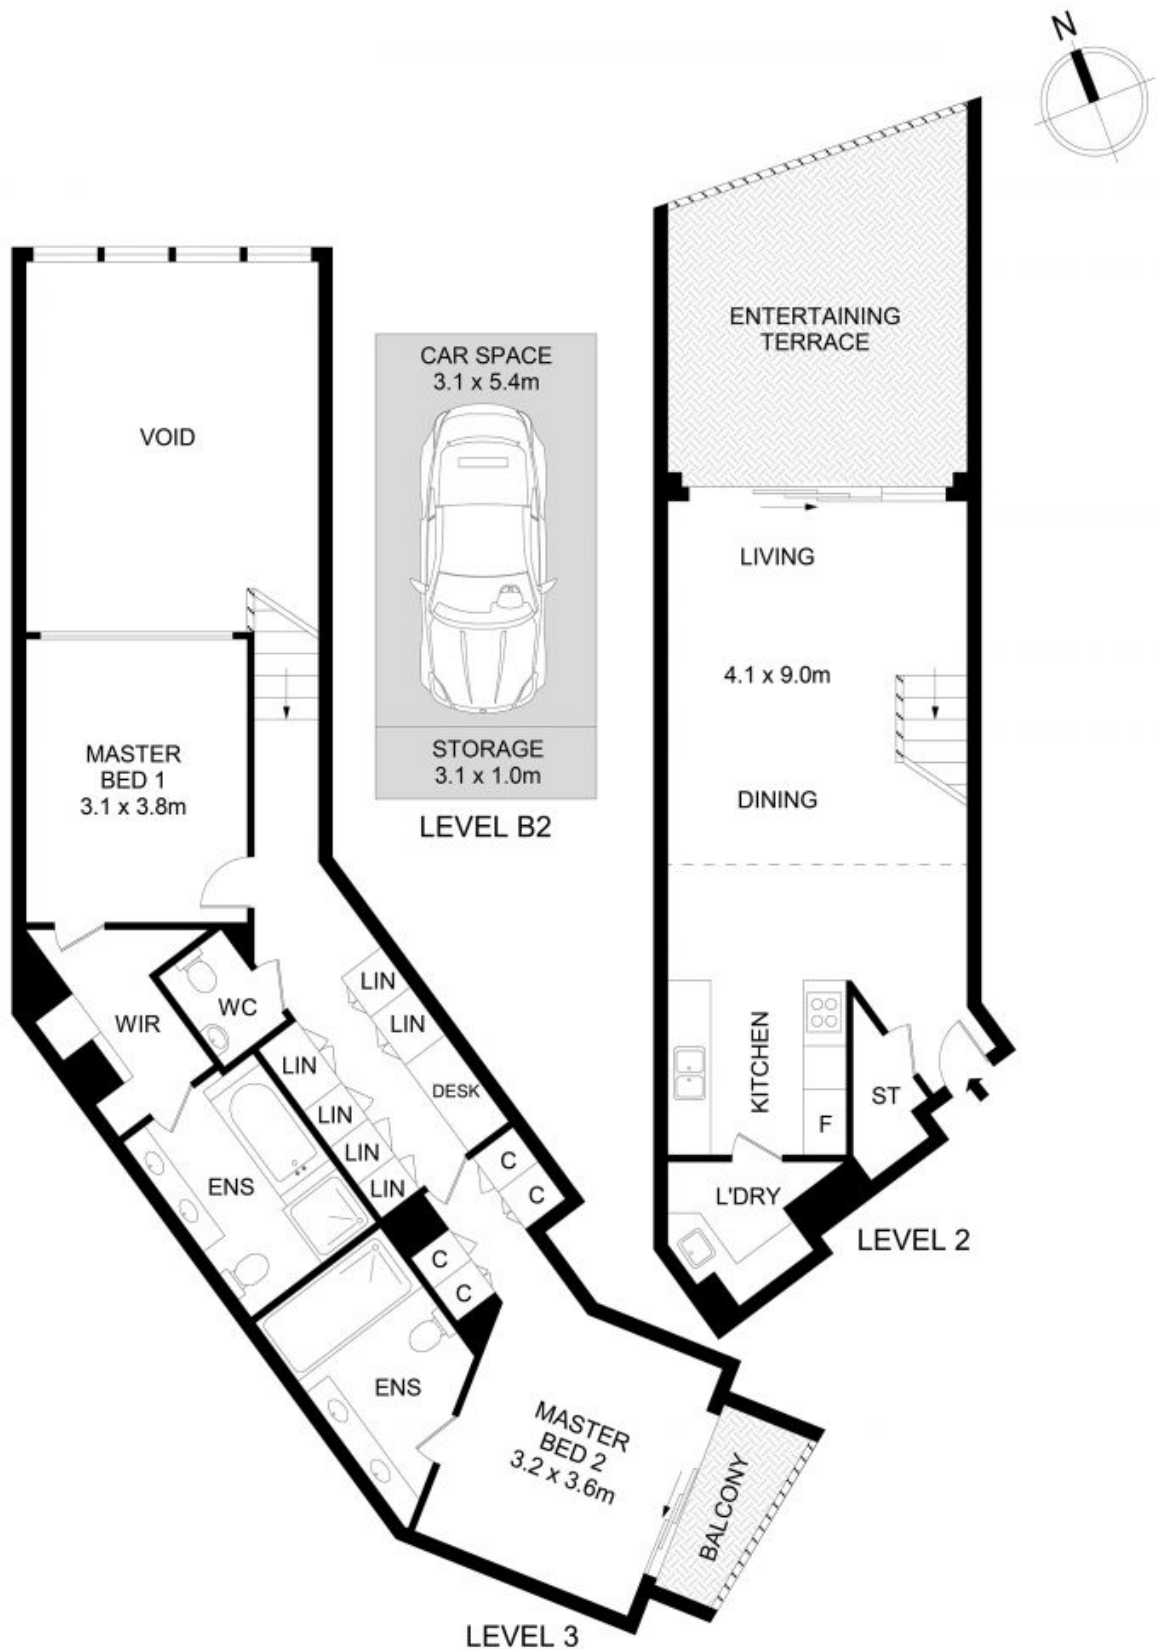 N
ENTERTAINING
TERRACE
LIVING
4.1 x 9.0m
DINING
KITCHEN
F
ST
L'DRY
LEVEL 2
CAR SPACE
3.1 x 5.4m
STORAGE
3.1 x 1.0m
LEVEL B2
VOID
MASTER
BED 1
3.1 x 3.8m
WIR
WC
LIN
LIN
DESK
LIN
LIN
LIN
LIN
C
C
ENS
C
C
ENS
MASTER
BED 2
3.2 x 3.6m
BALCONY
LEVEL 3